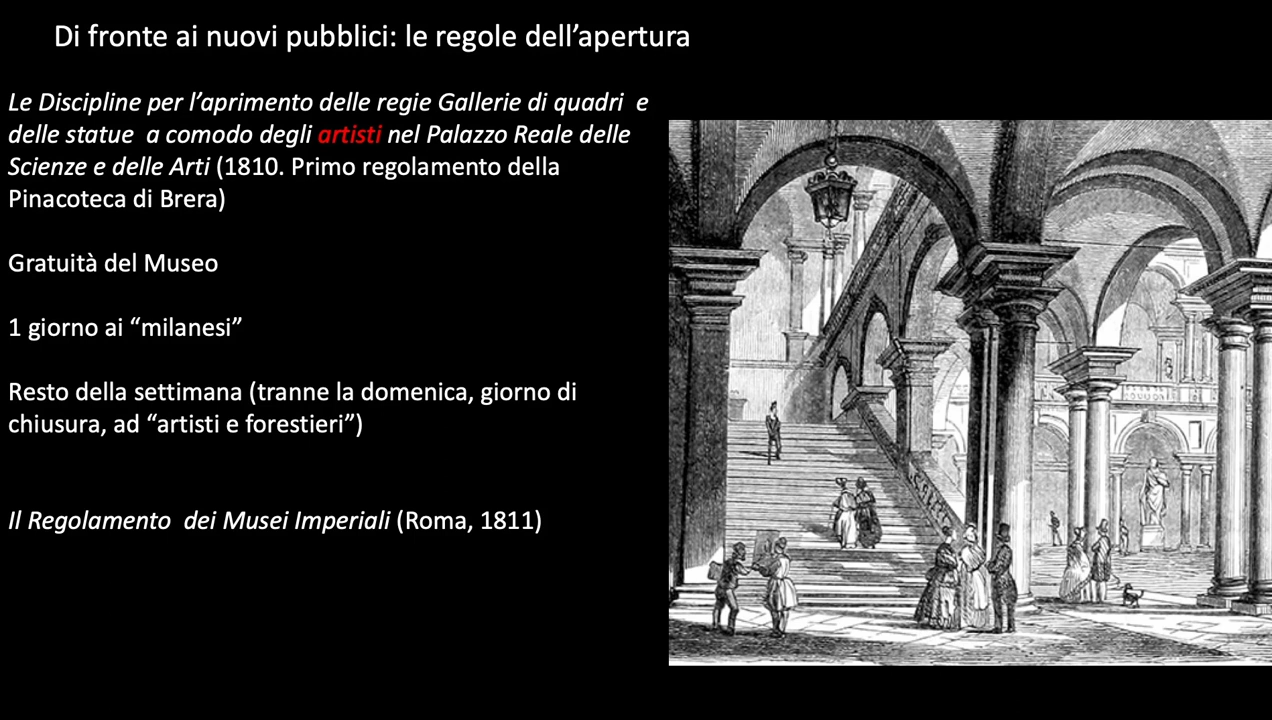 Di fronte ai nuovi pubblici: le regole dell’apertura
Le Discipline per l’aprimento delle regie Gallerie di quadri e
delle statue a comodo degli artisti nel Palazzo Reale delle
Scienze e delle Arti (1810. Primo regolamento della
Pinacoteca di Brera)
Gratuità del Museo
1 giorno ai “milanesi”
Resto della settimana (tranne la domenica, giorno di
chiusura, ad “artisti e forestieri”)
Il Regolamento dei Musei Imperiali (Roma, 1811)